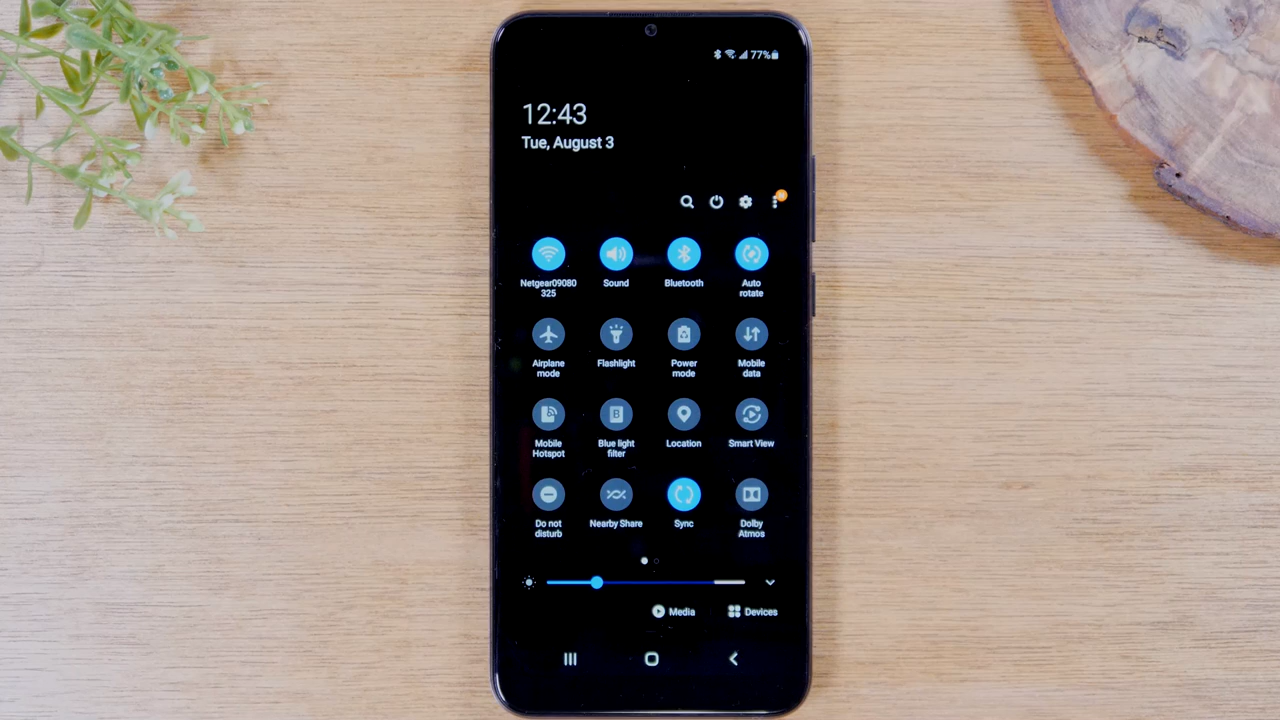 77%
12:43
Tue, August 3
Netgear09080
325
Sound
Bluetooth
Auto
rotate
Airplane
mode
Flashlight
Power
mode
Mobile
data
Mobile
Hotspot
B
Blue light
filter
Location
Smart View
Do not
disturb
Nearby Share
Sync
Dolby
Atmos
Media
Devices